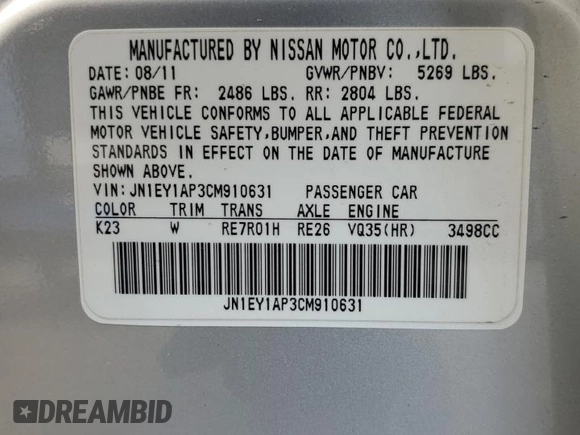 MANUFACTURED BY NISSAN MOTOR CO.,LTD.
DATE: 08/11 GVWR/PNBV: 5269 LBS.
GAWR/PNBE FR: 2486 LBS. RR: 2804 LBS.
THIS VEHICLE CONFORMS TO ALL APPLICABLE FEDERAL
MOTOR VEHICLE SAFETY,BUMPER,AND THEFT PREVENTION
STANDARDS IN EFFECT ON THE DATE OF MANUFACTURE
SHOWN ABOVE.
VIN:JN1EY1AP3CM910631 PASSENGER CAR
COLOR TRIM TRANS AXLE ENGINE
K23 W RE7R01H RE26 VQ35(HR) 3498CC
JN1EY1AP3CM910631
DREAMBID